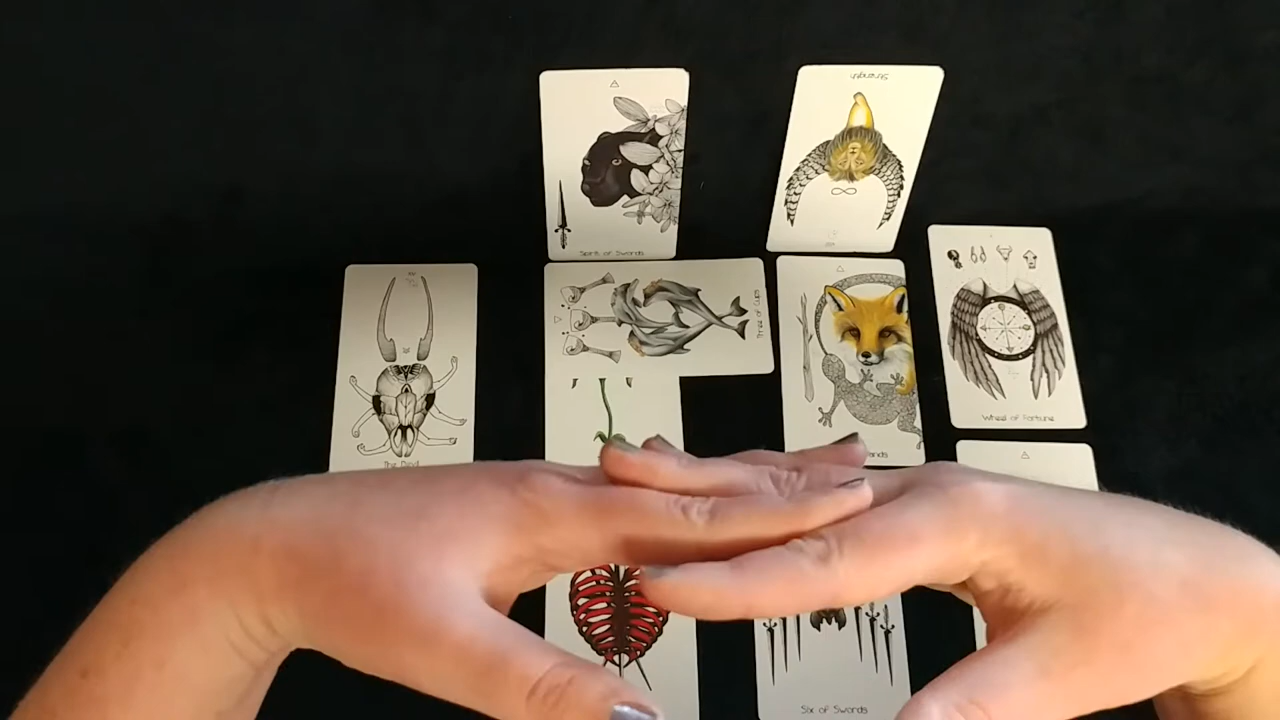 Strength
Spirit of Swords
Three of Cups
Wheel of Fortune
The Devil
Six of Swords